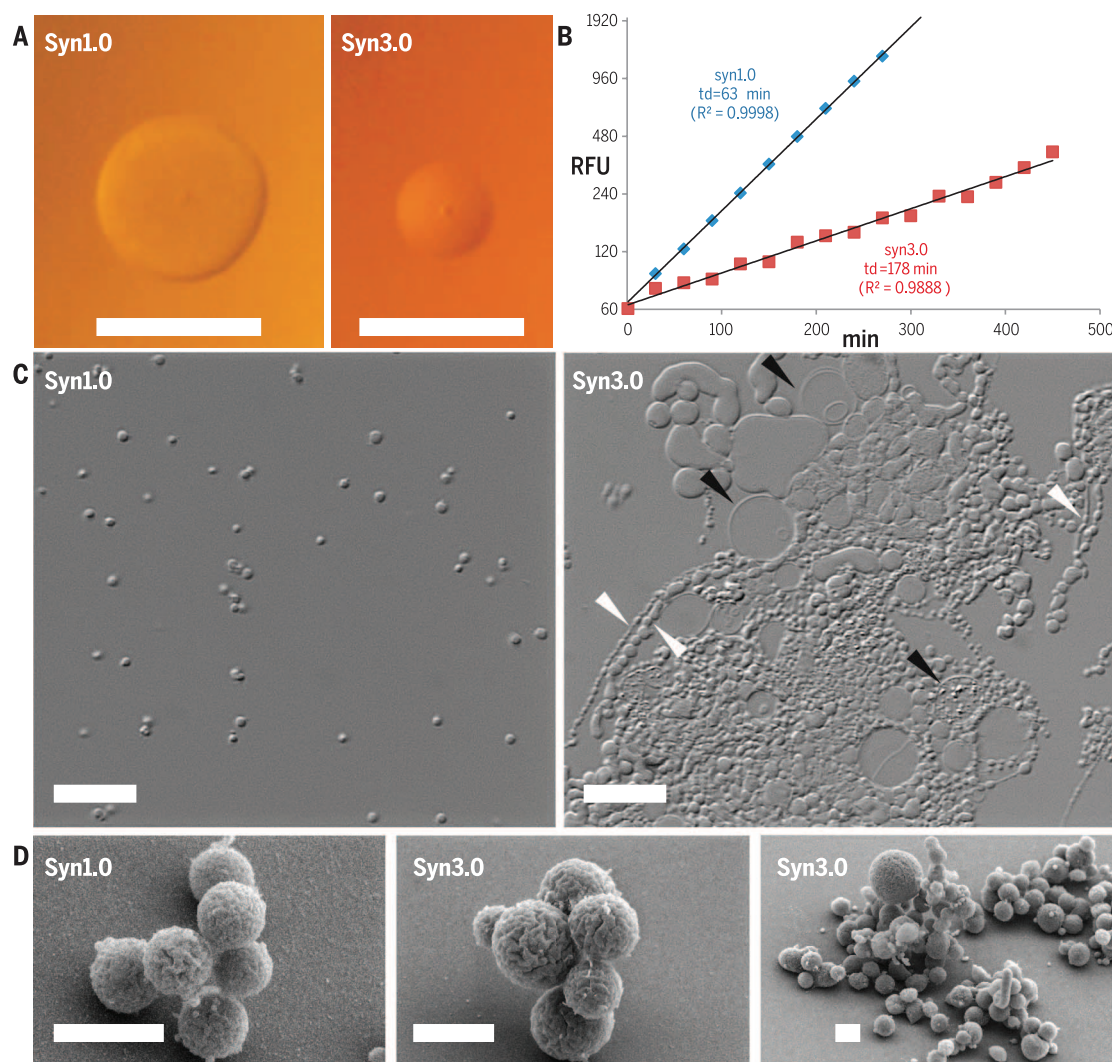 A
Syn1.0
Syn3.0
B
1920
960
480
240
120
60
RFU
syn1.0
td=63 min
(R² = 0.9998)
syn3.0
td=178 min
(R² = 0.9888)
0
100
200
300
400
500
min
C
Syn1.0
Syn3.0
D
Syn1.0
Syn3.0
Syn3.0